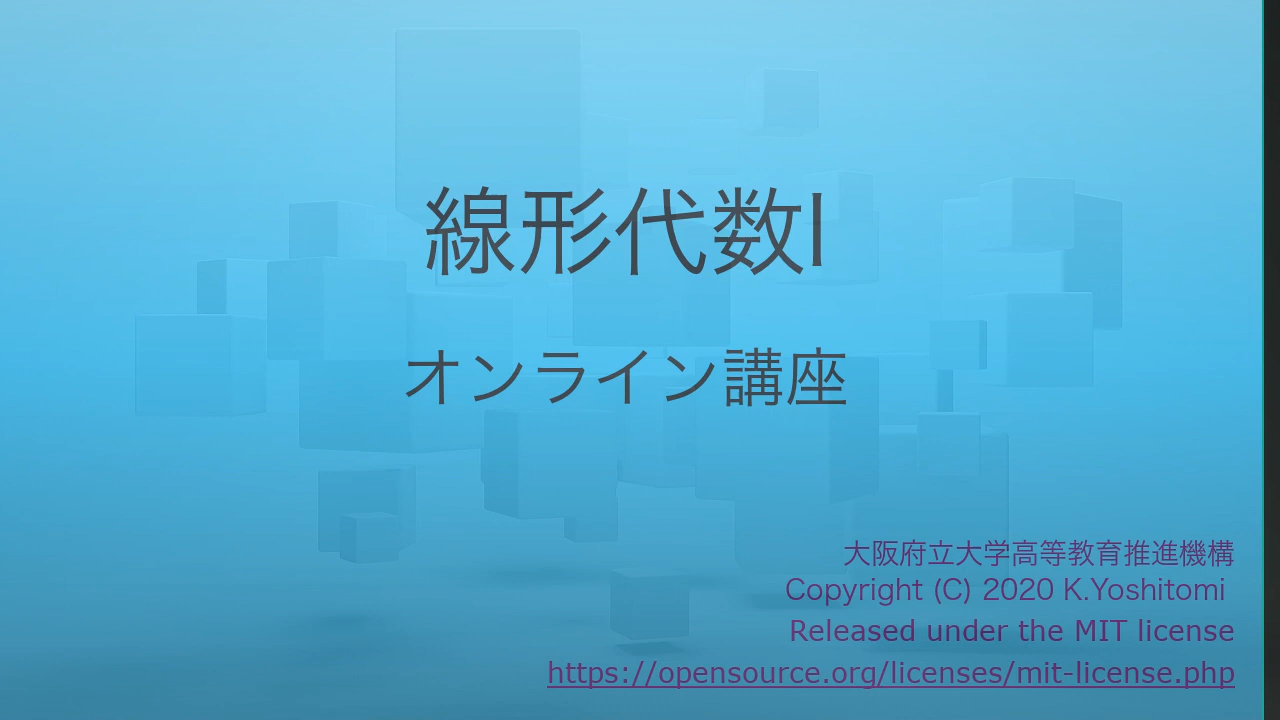 線形代数I
オンライン講座
大阪府立大学高等教育推進機構
Copyright (C) 2020 K.Yoshitomi
Released under the MIT license
https://opensource.org/licenses/mit-license.php